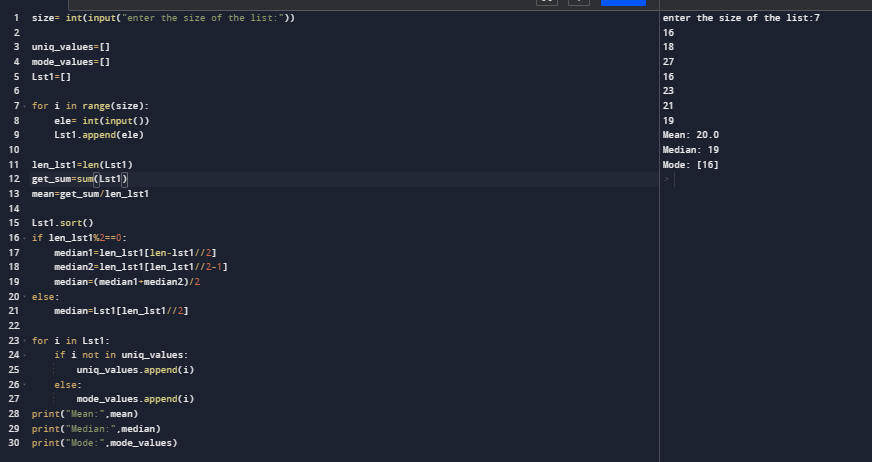 1 size= int(input("enter the size of the list:"))
2
3 uniq_values=[]
4 mode_values=[]
5 Lst1=[]
6
7 for i in range(size):
8     ele= int(input())
9     Lst1.append(ele)
10
11 len_lst1=len(Lst1)
12 get_sum=sum(Lst1)
13 mean=get_sum/len_lst1
14
15 Lst1.sort()
16 if len_lst1%2==0:
17     median1=len_lst1[len-lst1//2]
18     median2=len_lst1[len_lst1//2-1]
19     median=(median1+median2)/2
20 else:
21     median=Lst1[len_lst1//2]
22
23 for i in Lst1:
24     if i not in uniq_values:
25         uniq_values.append(i)
26     else:
27         mode_values.append(i)
28 print("Mean:",mean)
29 print("Median:",median)
30 print("Mode:",mode_values)
enter the size of the list:7
16
18
27
16
23
21
19
Mean: 20.0
Median: 19
Mode: [16]
>